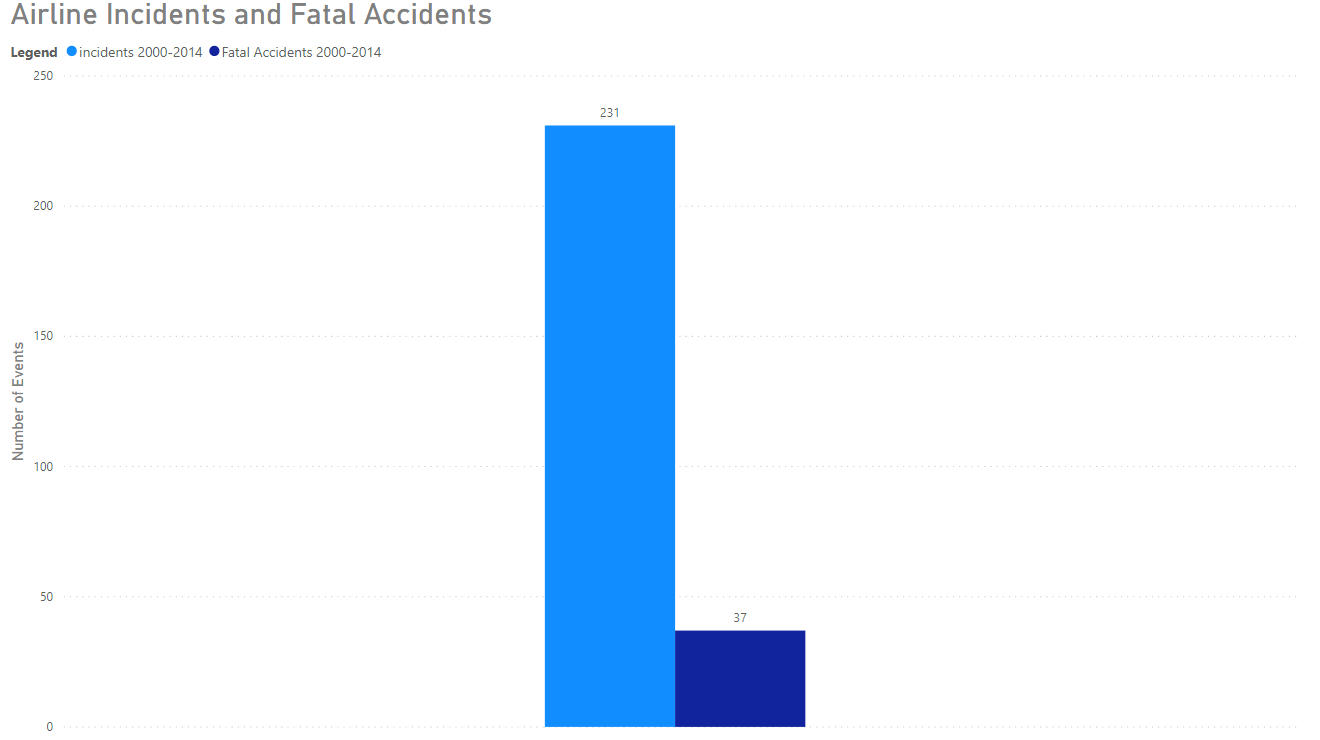 Airline Incidents and Fatal Accidents
Legend incidents 2000-2014 Fatal Accidents 2000-2014
250
231
200
150
Number of Events
100
50
37
0